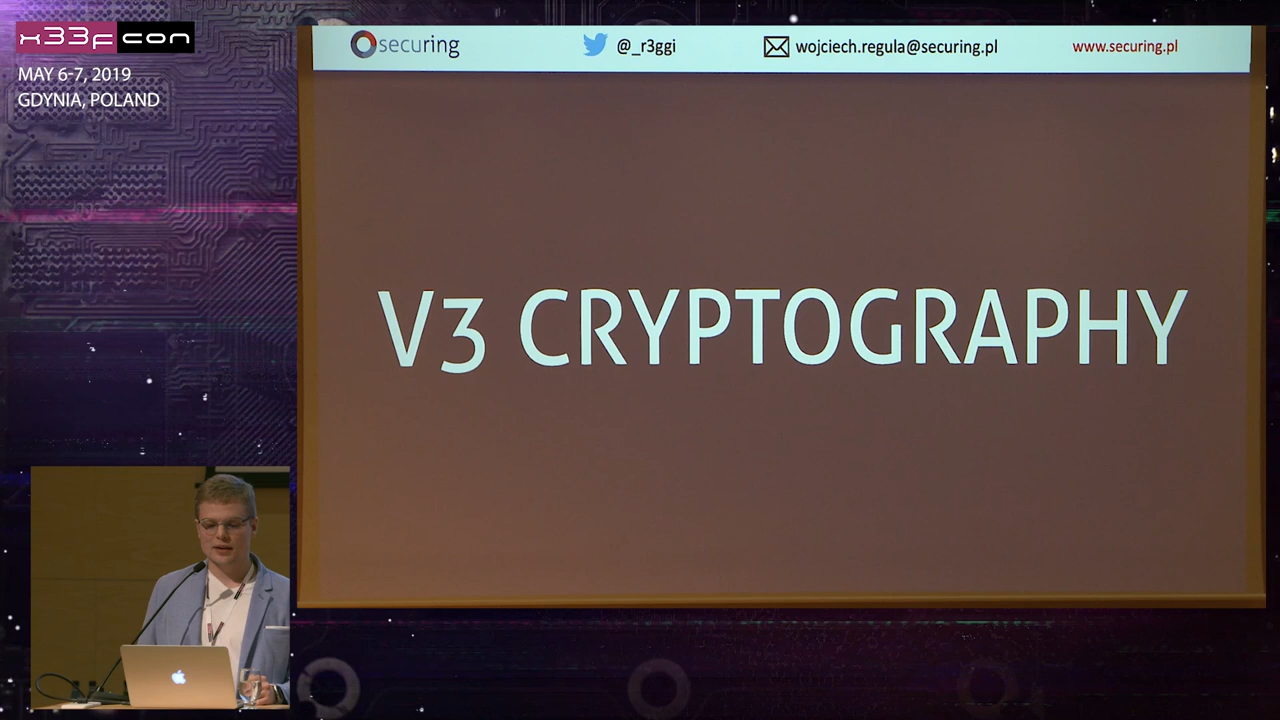 x33fcon
MAY 6-7, 2019
GDYNIA, POLAND
securing
@_r3ggi
wojciech.regula@securing.pl
www.securing.pl
V3 CRYPTOGRAPHY